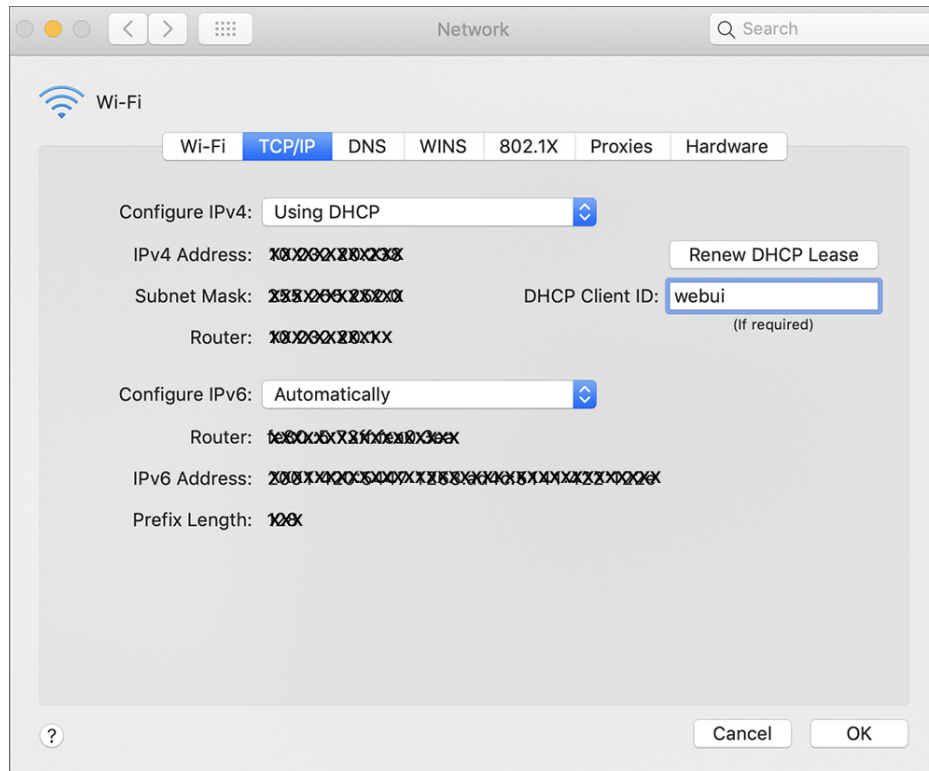 Network
Search
Wi-Fi
Wi-Fi TCP/IP DNS WINS 802.1X Proxies Hardware
Configure IPv4: Using DHCP
IPv4 Address:
Renew DHCP Lease
Subnet Mask:
DHCP Client ID: webui
(If required)
Router:
Configure IPv6: Automatically
Router:
IPv6 Address:
Prefix Length:
?
Cancel OK